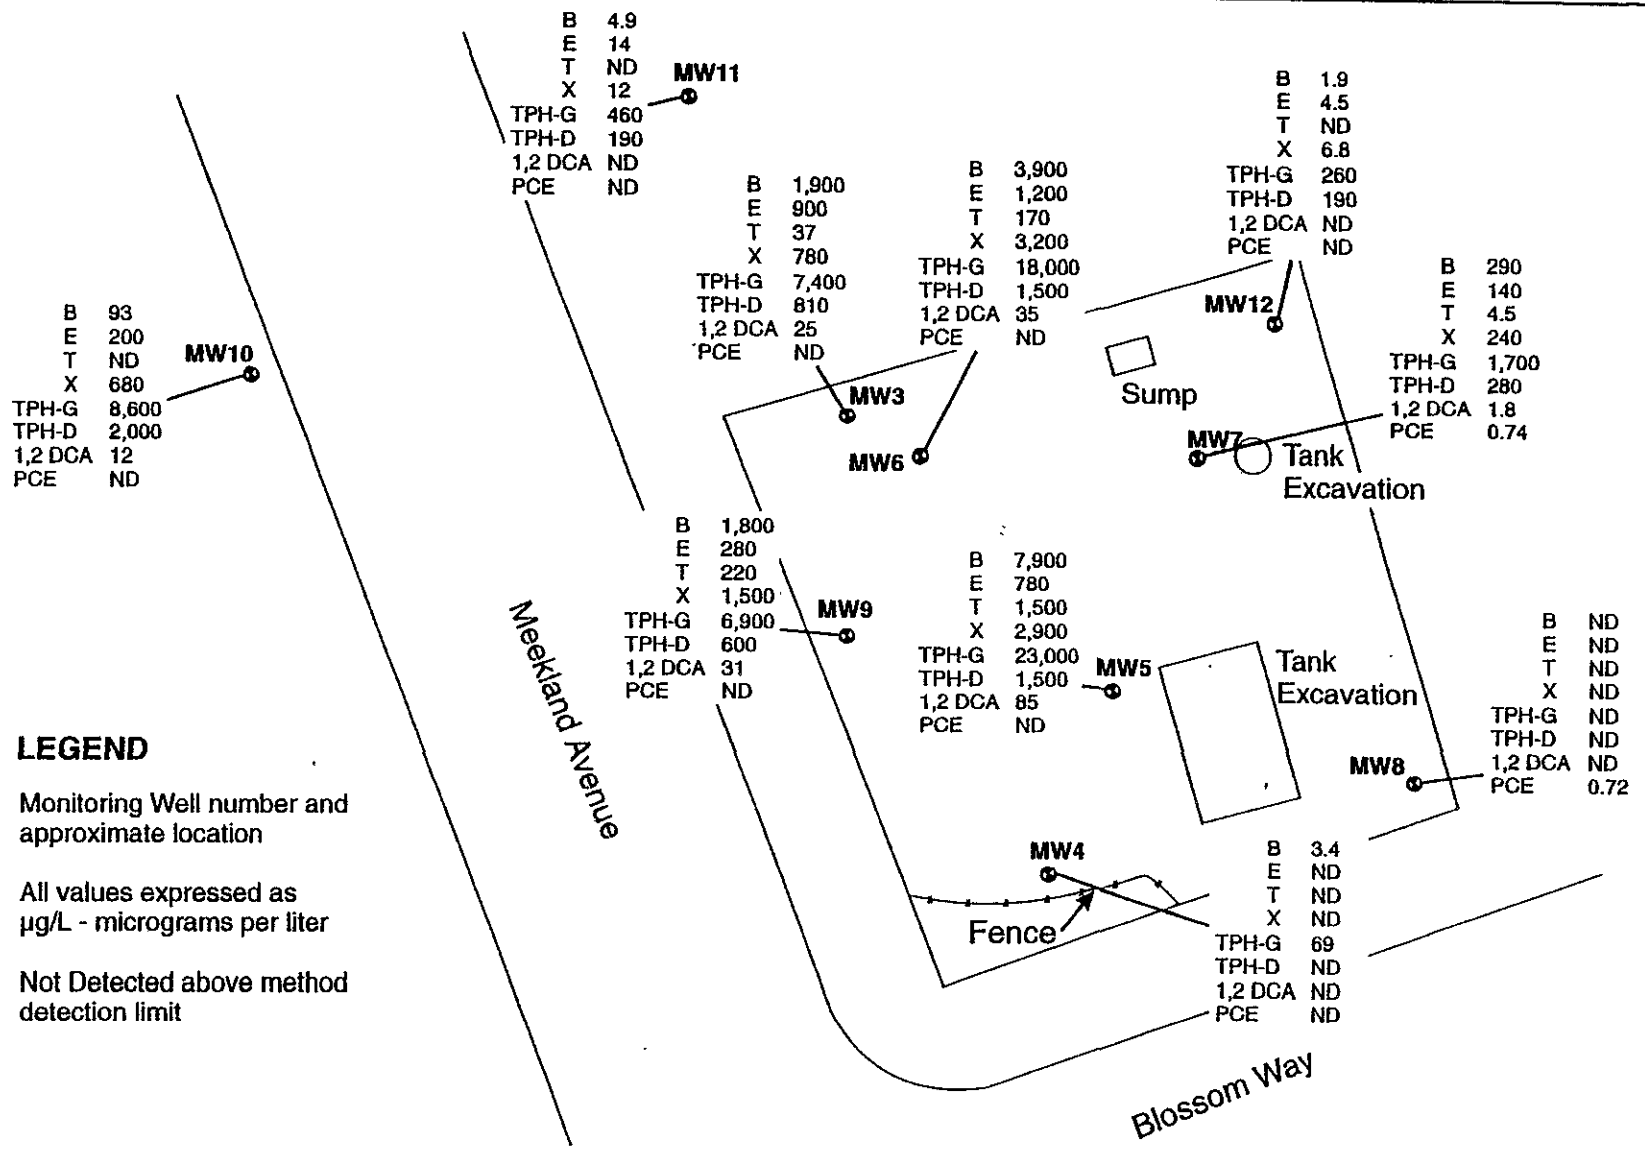 B 4.9
E 14
T ND
X 12
TPH-G 460
TPH-D 190
1,2 DCA ND
PCE ND
MW11
B 1.9
E 4.5
T ND
X 6.8
TPH-G 260
TPH-D 190
1,2 DCA ND
PCE ND
MW12
B 1,900
E 900
T 37
X 780
TPH-G 7,400
TPH-D 810
1,2 DCA 25
PCE ND
MW3
B 3,900
E 1,200
T 170
X 3,200
TPH-G 18,000
TPH-D 1,500
1,2 DCA 35
PCE ND
MW6
B 290
E 140
T 4.5
X 240
TPH-G 1,700
TPH-D 280
1,2 DCA 1.8
PCE 0.74
MW7
Sump
Tank
Excavation
B 93
E 200
T ND
X 680
TPH-G 8,600
TPH-D 2,000
1,2 DCA 12
PCE ND
MW10
B 1,800
E 280
T 220
X 1,500
TPH-G 6,900
TPH-D 600
1,2 DCA 31
PCE ND
MW9
B 7,900
E 780
T 1,500
X 2,900
TPH-G 23,000
TPH-D 1,500
1,2 DCA 85
PCE ND
MW5
Tank
Excavation
B ND
E ND
T ND
X ND
TPH-G ND
TPH-D ND
1,2 DCA ND
PCE 0.72
MW8
Meekland Avenue
MW4
B 3.4
E ND
T ND
X ND
TPH-G 69
TPH-D ND
1,2 DCA ND
PCE ND
Fence
Blossom Way
LEGEND
Monitoring Well number and
approximate location
All values expressed as
µg/L - micrograms per liter
Not Detected above method
detection limit